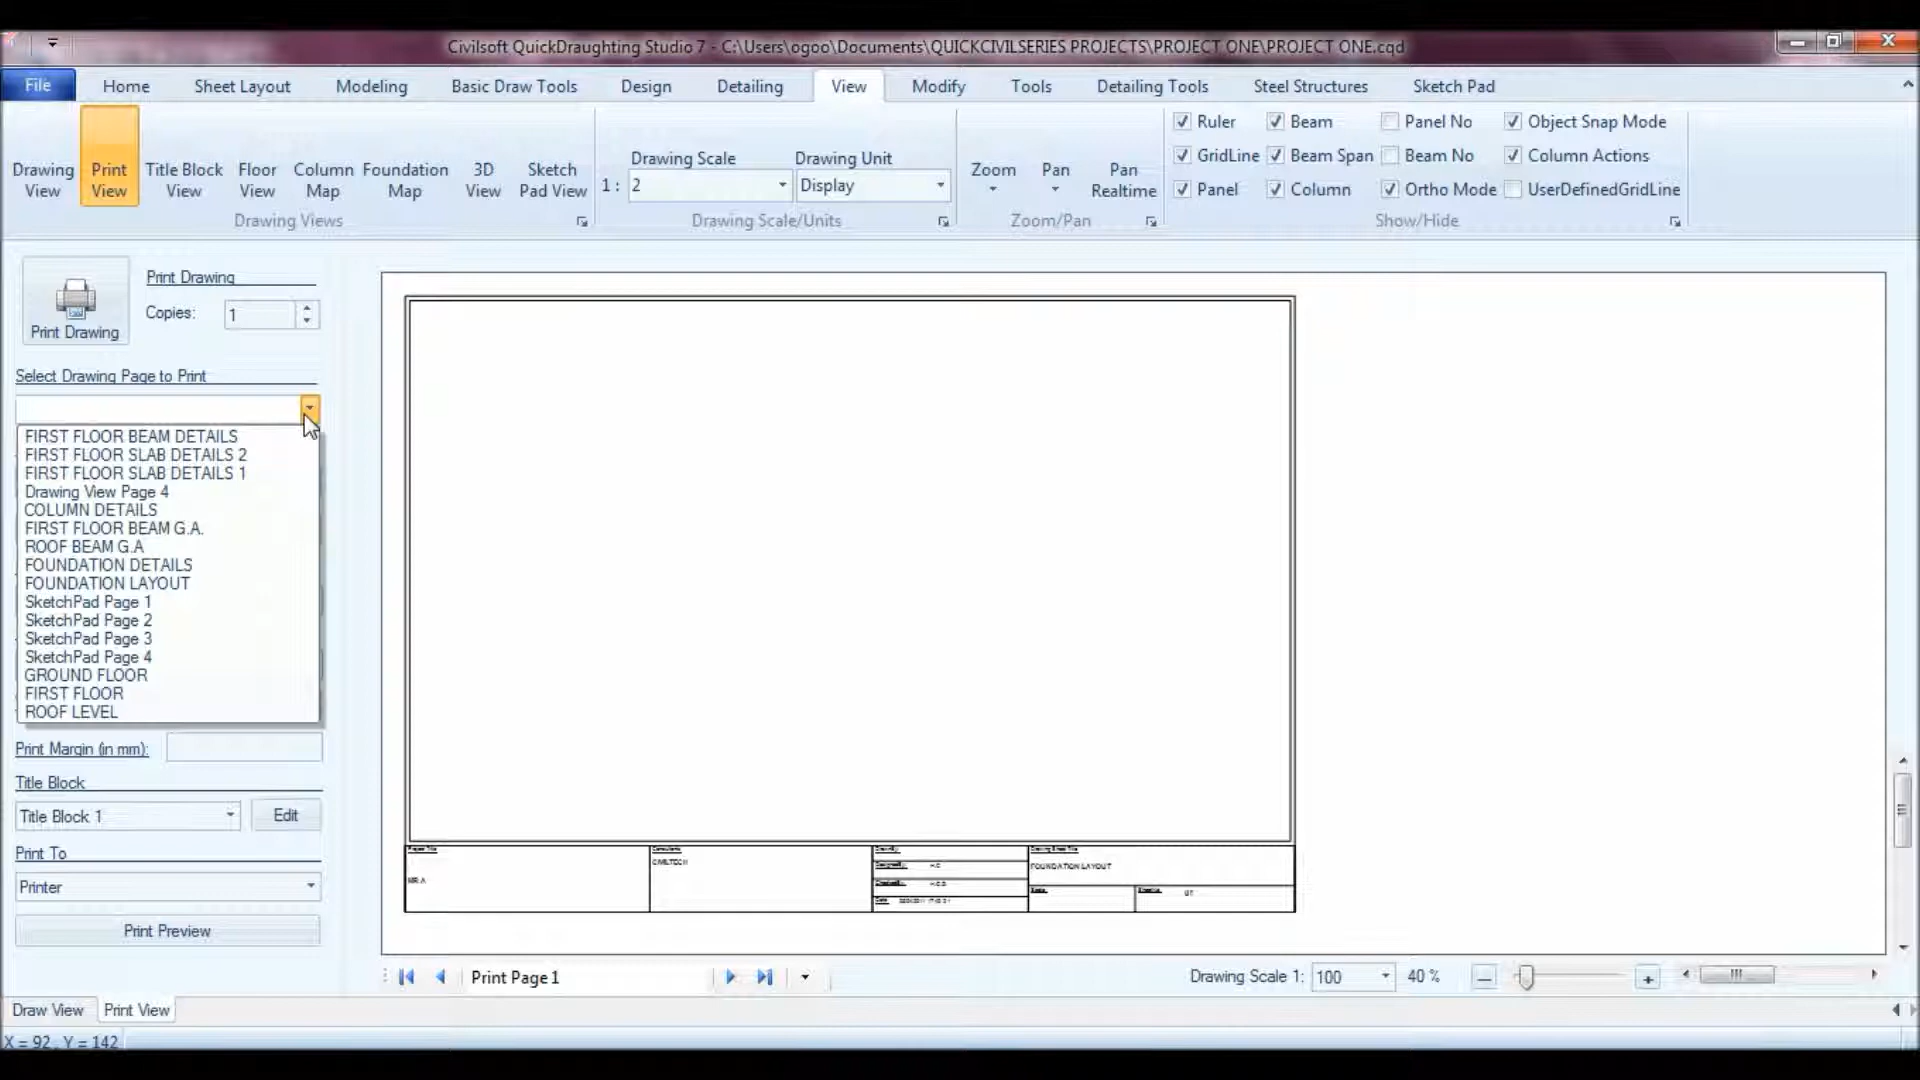 Civilsoft QuickDraughting Studio 7 - C:\Users\ogoo\Documents\QUICKCIVILSERIES PROJECTS\PROJECT ONE\PROJECT ONE.cqd
File Home Sheet Layout Modeling Basic Draw Tools Design Detailing View Modify Tools Detailing Tools Steel Structures Sketch Pad
Drawing View
Print View
Title Block View
Floor View
Column Map
Foundation Map
3D View
Sketch Pad View
Drawing Views
Drawing Scale
1 : 2
Drawing Unit
Display
Drawing Scale/Units
Zoom
Pan
Pan Realtime
Zoom/Pan
Ruler Beam Panel No Object Snap Mode
GridLine Beam Span Beam No Column Actions
Panel Column Ortho Mode UserDefinedGridLine
Show/Hide
Print Drawing
Print Drawing
Copies: 1
Select Drawing Page to Print
FIRST FLOOR BEAM DETAILS
FIRST FLOOR SLAB DETAILS 2
FIRST FLOOR SLAB DETAILS 1
Drawing View Page 4
COLUMN DETAILS
FIRST FLOOR BEAM G.A.
ROOF BEAM G.A
FOUNDATION DETAILS
FOUNDATION LAYOUT
SketchPad Page 1
SketchPad Page 2
SketchPad Page 3
SketchPad Page 4
GROUND FLOOR
FIRST FLOOR
ROOF LEVEL
Print Margin (in mm):
Title Block
Title Block 1 Edit
Print To
Printer
Print Preview
Project Title
MR A
Consultants
CIVILTECH
Drawing Sheet Title
FOUNDATION LAYOUT
Print Page 1
Drawing Scale 1: 100 40 %
Draw View Print View
X = 92 , Y = 142